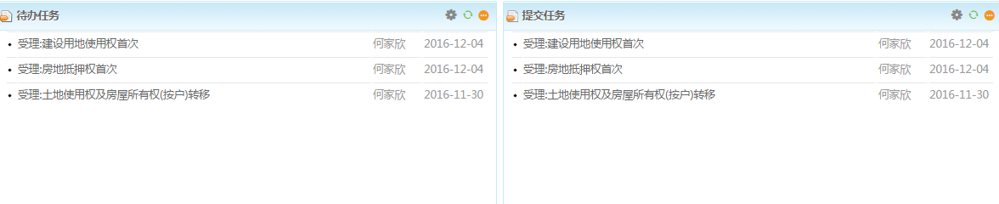 待办任务
受理:建设用地使用权首次 何家欣 2016-12-04
受理:房地抵押权首次 何家欣 2016-12-04
受理:土地使用权及房屋所有权(按户)转移 何家欣 2016-11-30
提交任务
受理:建设用地使用权首次 何家欣 2016-12-04
受理:房地抵押权首次 何家欣 2016-12-04
受理:土地使用权及房屋所有权(按户)转移 何家欣 2016-11-30